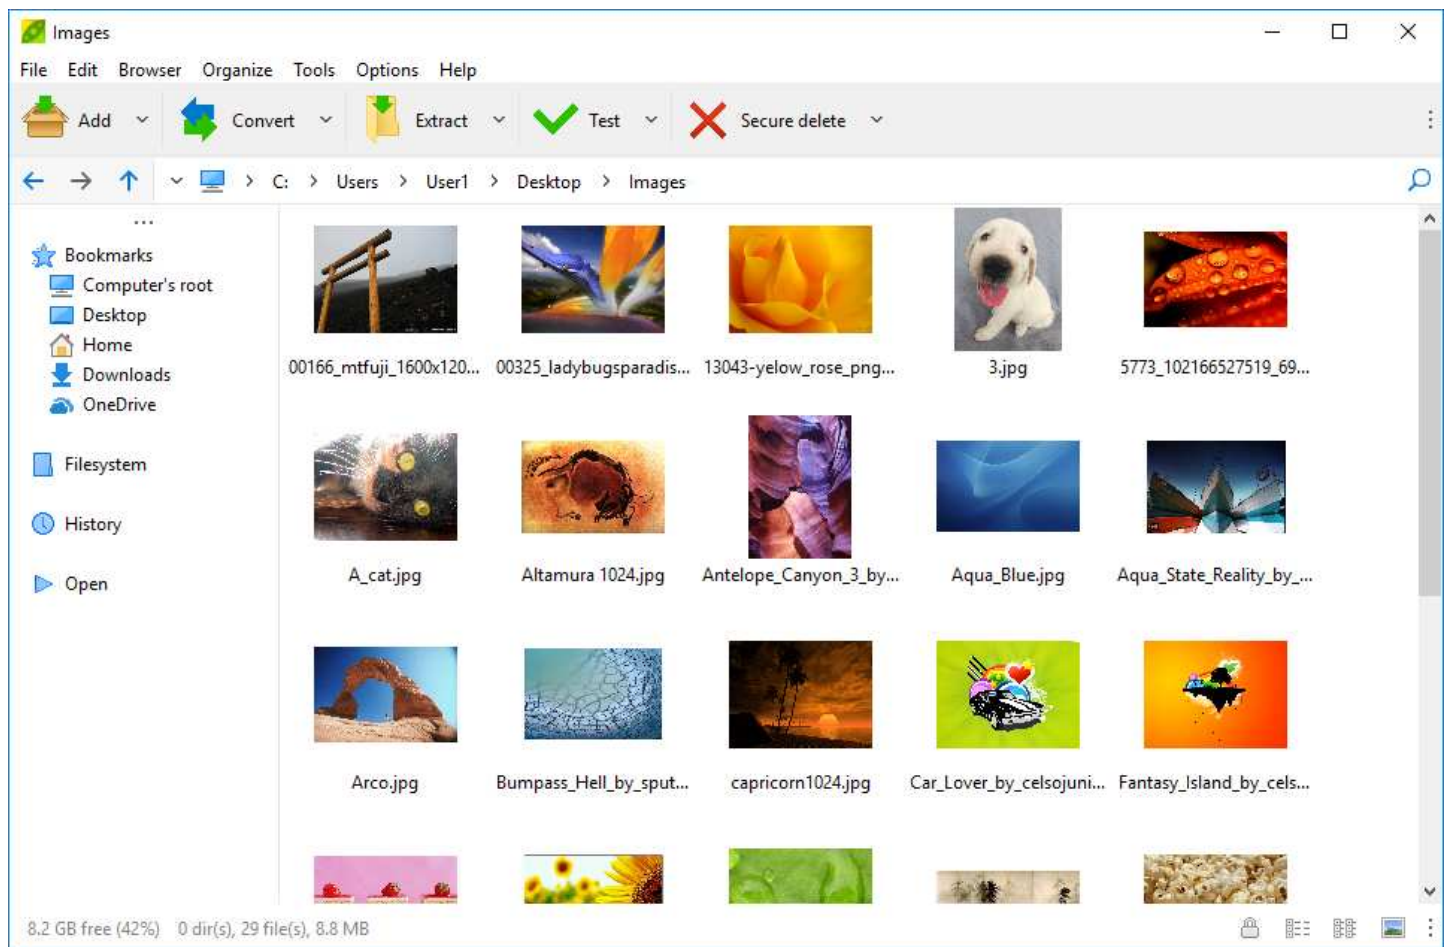 Images
File Edit Browser Organize Tools Options Help
Add Convert Extract Test Secure delete
C: > Users > User1 > Desktop > Images
...
Bookmarks
Computer's root
Desktop
Home
Downloads
OneDrive
Filesystem
History
Open
00166_mtfuji_1600x120... 00325_ladybugsparadis... 13043-yelow_rose_png... 3.jpg 5773_102166527519_69...
A_cat.jpg Altamura 1024.jpg Antelope_Canyon_3_by... Aqua_Blue.jpg Aqua_State_Reality_by_...
Arco.jpg Bumpass_Hell_by_sput... capricorn1024.jpg Car_Lover_by_celsojuni... Fantasy_Island_by_cels...
8.2 GB free (42%) 0 dir(s), 29 file(s), 8.8 MB